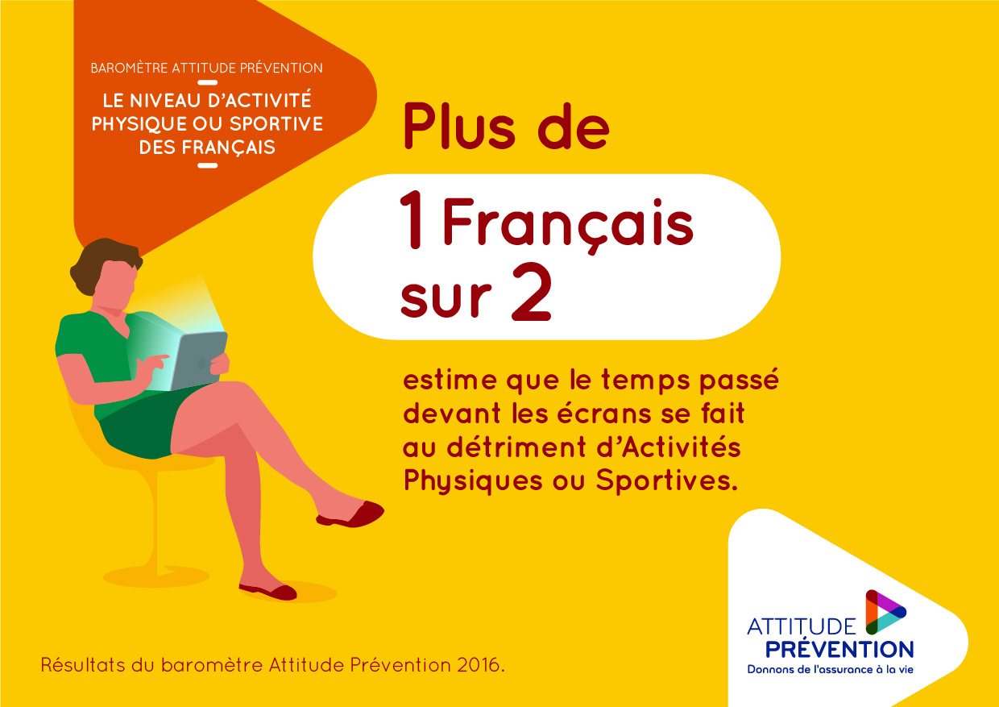 BAROMÈTRE ATTITUDE PRÉVENTION
LE NIVEAU D'ACTIVITÉ
PHYSIQUE OU SPORTIVE
DES FRANÇAIS
Plus de
1 Français
sur 2
estime que le temps passé
devant les écrans se fait
au détriment d'Activités
Physiques ou Sportives.
Résultats du baromètre Attitude Prévention 2016.
ATTITUDE
PRÉVENTION
Donnons de l'assurance à la vie